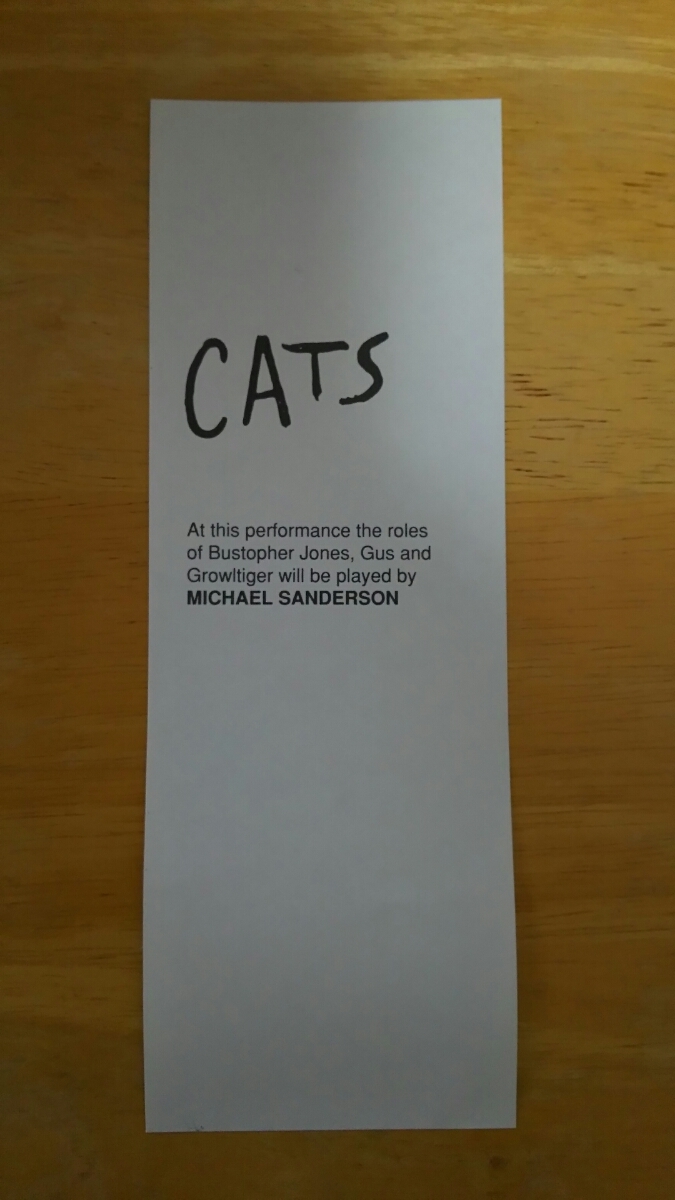 CATS
At this performance the roles
of Bustopher Jones, Gus and
Growltiger will be played by
MICHAEL SANDERSON